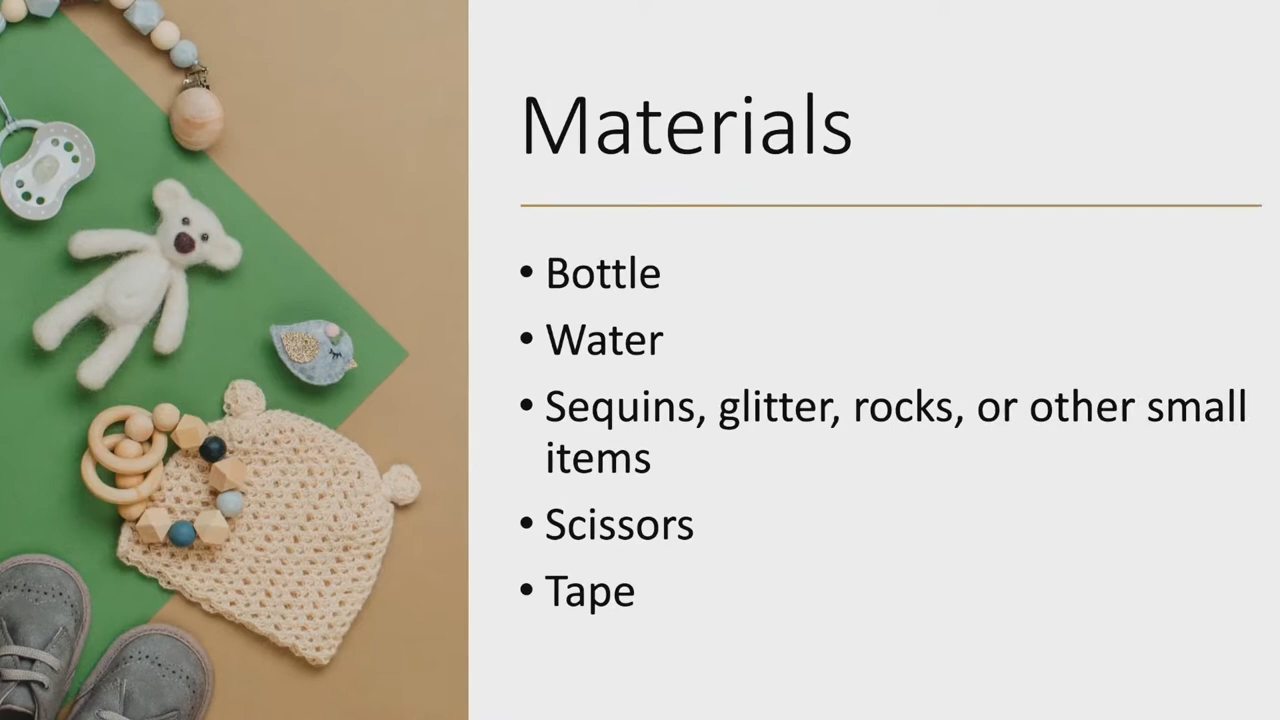 Materials
• Bottle
• Water
• Sequins, glitter, rocks, or other small
items
• Scissors
• Tape